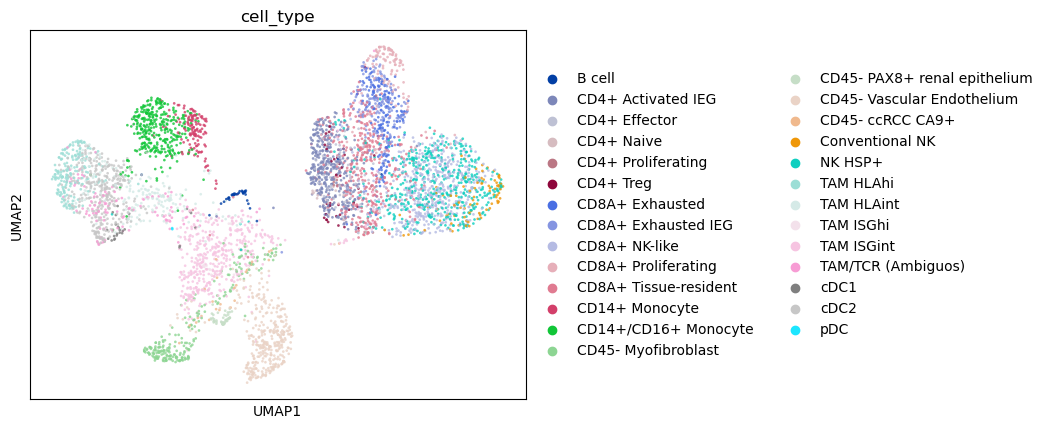 cell_type
UMAP2
UMAP1
B cell
CD4+ Activated IEG
CD4+ Effector
CD4+ Naive
CD4+ Proliferating
CD4+ Treg
CD8A+ Exhausted
CD8A+ Exhausted IEG
CD8A+ NK-like
CD8A+ Proliferating
CD8A+ Tissue-resident
CD14+ Monocyte
CD14+/CD16+ Monocyte
CD45- Myofibroblast
CD45- PAX8+ renal epithelium
CD45- Vascular Endothelium
CD45- ccRCC CA9+
Conventional NK
NK HSP+
TAM HLAhi
TAM HLAint
TAM ISGhi
TAM ISGint
TAM/TCR (Ambiguos)
cDC1
cDC2
pDC